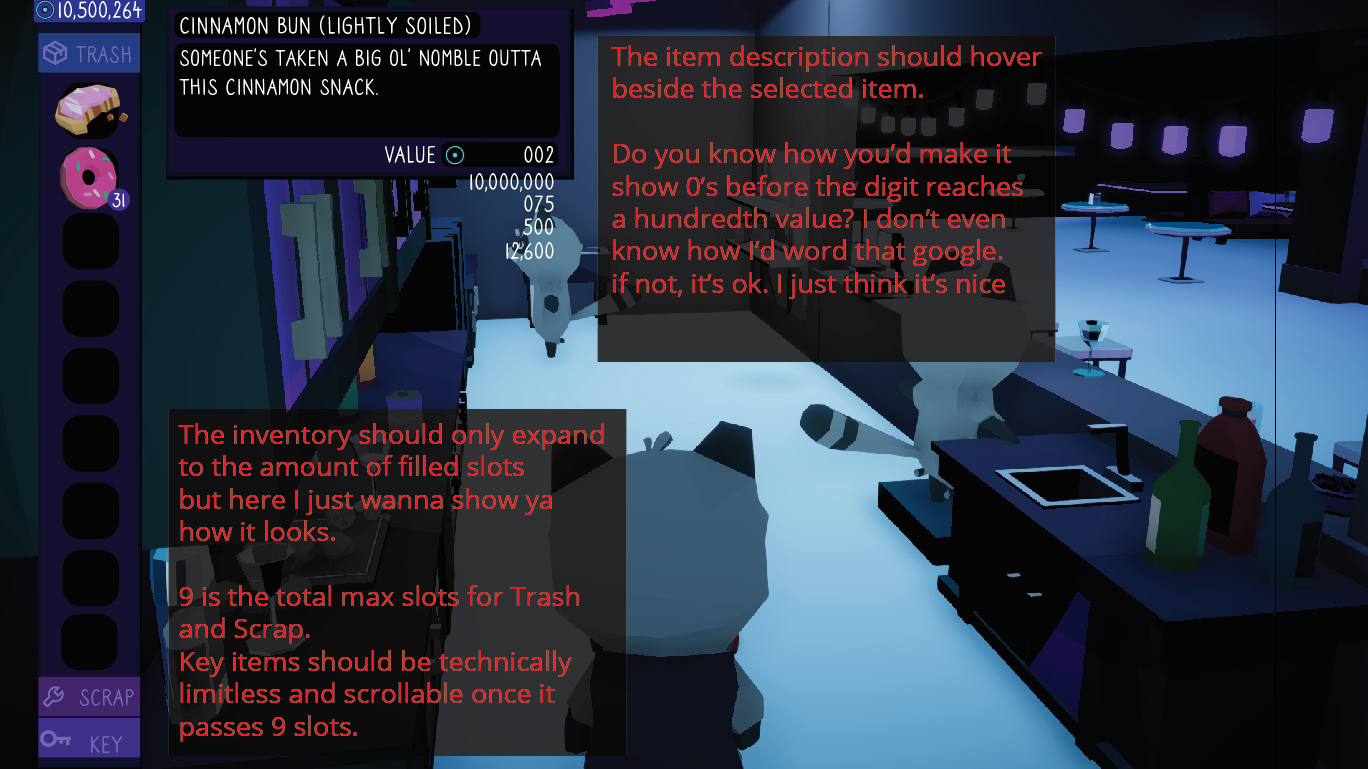 10,500,264
TRASH
31
SCRAP
KEY
CINNAMON BUN (LIGHTLY SOILED)
SOMEONE'S TAKEN A BIG OL' NOMBLE OUTTA
THIS CINNAMON SNACK.
VALUE 002
10,000,000
075
500
12,600
The item description should hover
beside the selected item.
Do you know how you'd make it
show 0's before the digit reaches
a hundredth value? I don't even
know how I'd word that google.
if not, it's ok. I just think it's nice
The inventory should only expand
to the amount of filled slots
but here I just wanna show ya
how it looks.
9 is the total max slots for Trash
and Scrap.
Key items should be technically
limitless and scrollable once it
passes 9 slots.